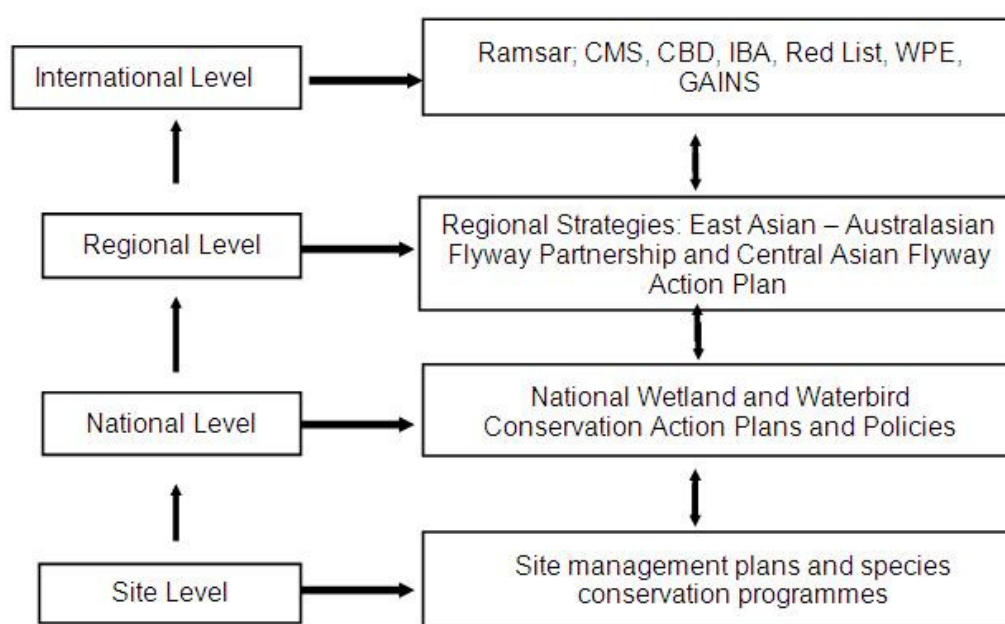 International Level
Ramsar; CMS, CBD, IBA, Red List, WPE,
GAINS
Regional Level
Regional Strategies: East Asian – Australasian
Flyway Partnership and Central Asian Flyway
Action Plan
National Level
National Wetland and Waterbird
Conservation Action Plans and Policies
Site Level
Site management plans and species
conservation programmes